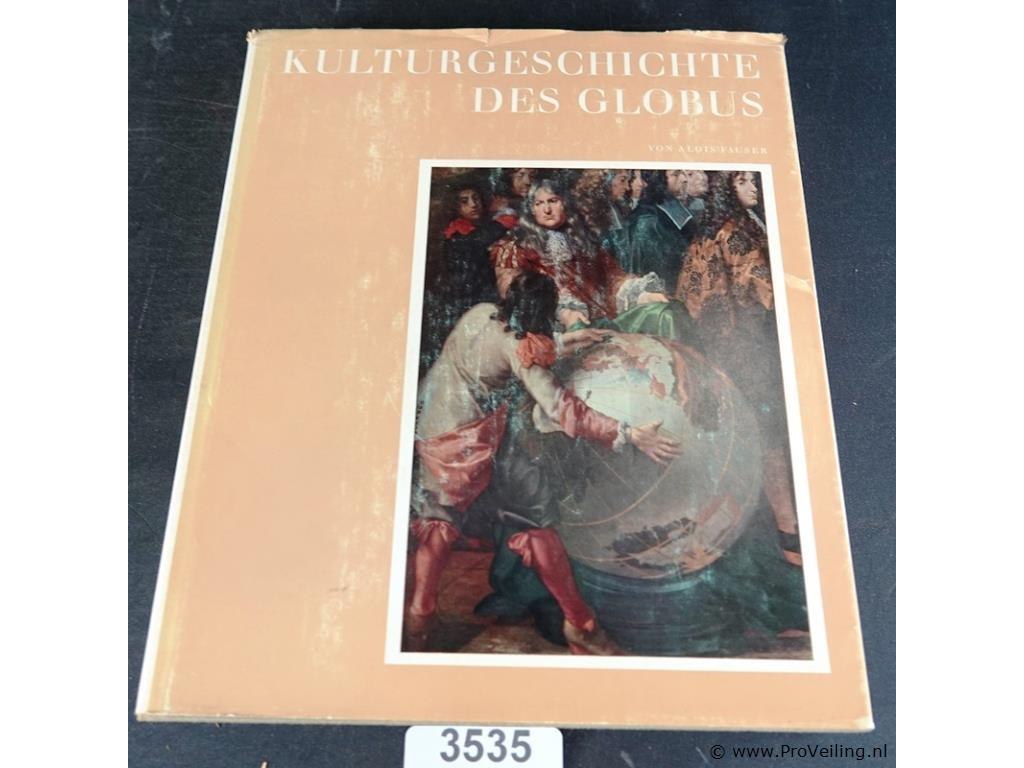 KULTURGESCHICHTE
DES GLOBUS
VON ALOIS FAUSER
3535
© www.ProVeiling.nl